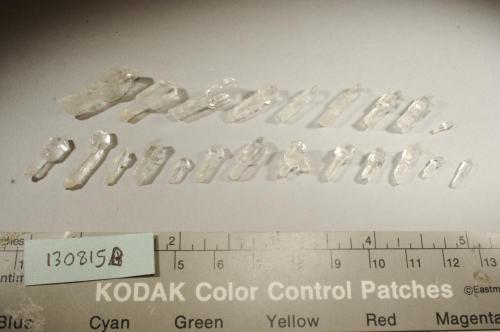 130815B
2 3 4 5
5 6 7 8 9 10 11 12 13
KODAK Color Control Patches
Blue Cyan Green Yellow Red Magenta